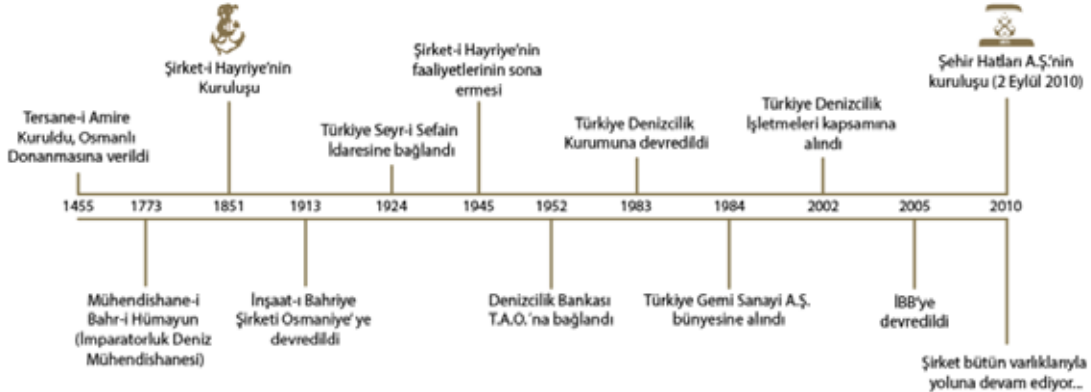 Şirket-i Hayriye'nin
Kuruluşu
Şirket-i Hayriye'nin
faaliyetlerinin sona
ermesi
Şehir Hatları A.Ş.'nin
kuruluşu (2 Eylül 2010)
Tersane-i Amire
Kuruldu, Osmanlı
Donanmasına verildi
Türkiye Seyr-i Sefain
İdaresine bağlandı
Türkiye Denizcilik
Kurumuna devredildi
Türkiye Denizcilik
İşletmeleri kapsamına
alındı
1455 1773 1851 1913 1924 1945 1952 1983 1984 2002 2005 2010
Mühendishane-i
Bahr-i Hümayun
(İmparatorluk Deniz
Mühendishanesi)
İnşaat-ı Bahriye
Şirketi Osmaniye'ye
devredildi
Denizcilik Bankası
T.A.O.´na bağlandı
Türkiye Gemi Sanayi A.Ş.
bünyesine alındı
İBB'ye
devredildi
Şirket bütün varlıklarıyla
yoluna devam ediyor...